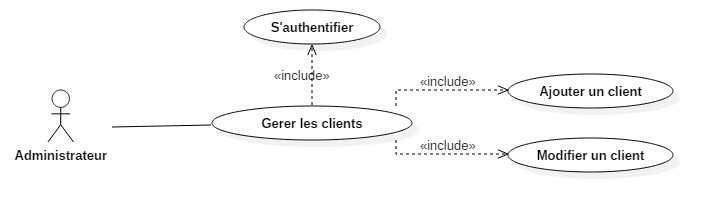 S'authentifier
«include»
«include»
Ajouter un client
Gerer les clients
«include»
Administrateur
Modifier un client